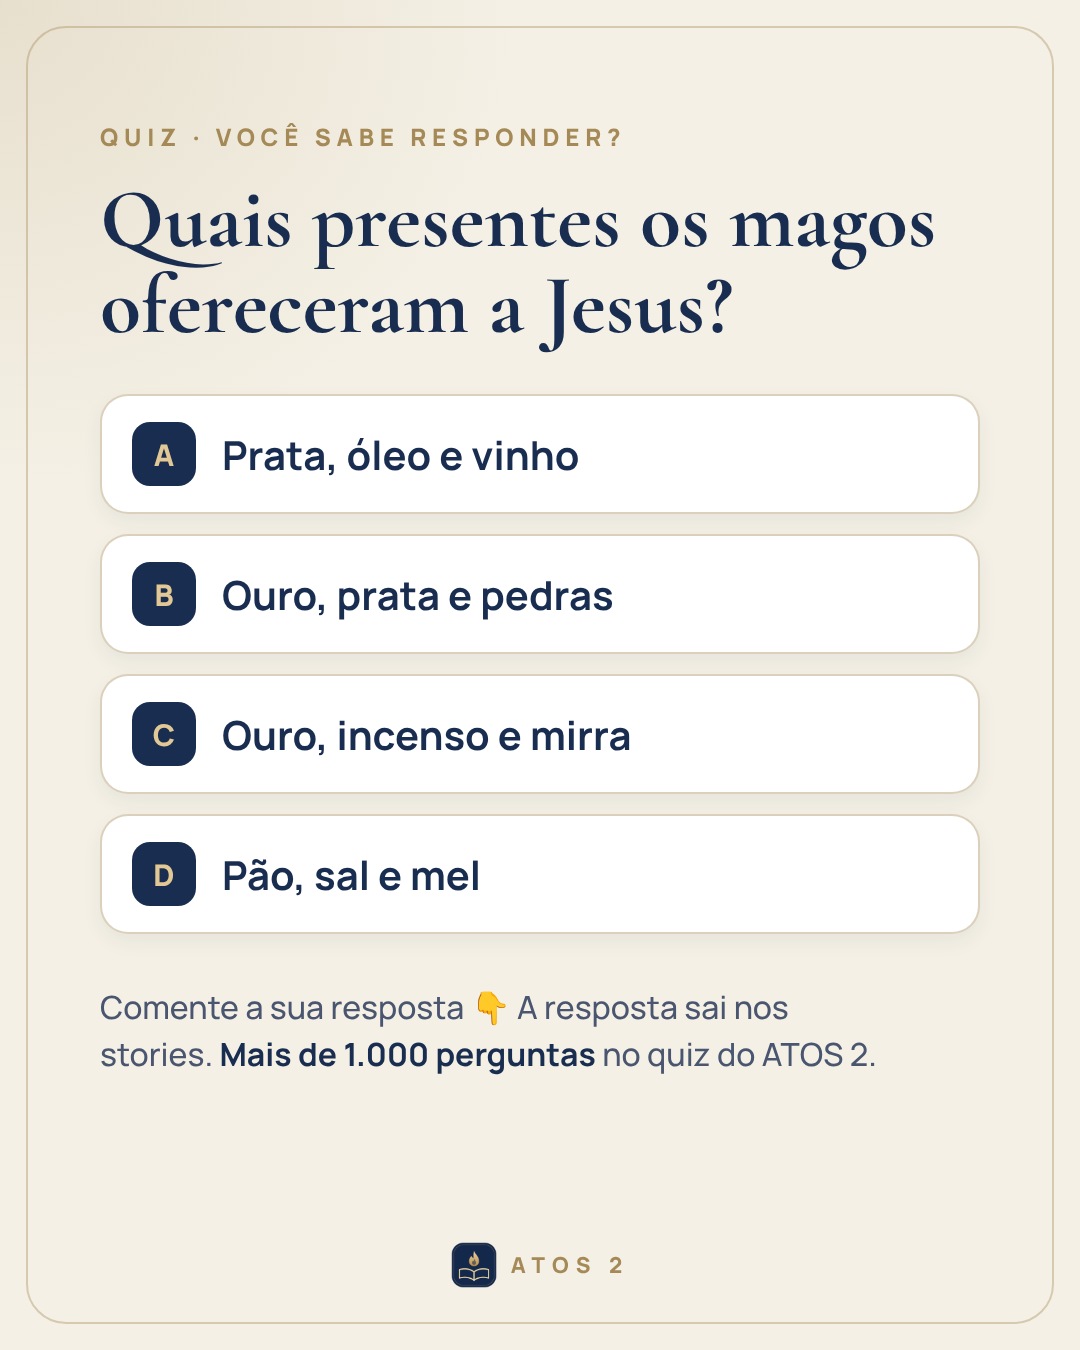 QUIZ · VOCÊ SABE RESPONDER?
Quais presentes os magos
ofereceram a Jesus?
A Prata, óleo e vinho
B Ouro, prata e pedras
C Ouro, incenso e mirra
D Pão, sal e mel
Comente a sua resposta 👇 A resposta sai nos
stories. Mais de 1.000 perguntas no quiz do ATOS 2.
ATOS 2